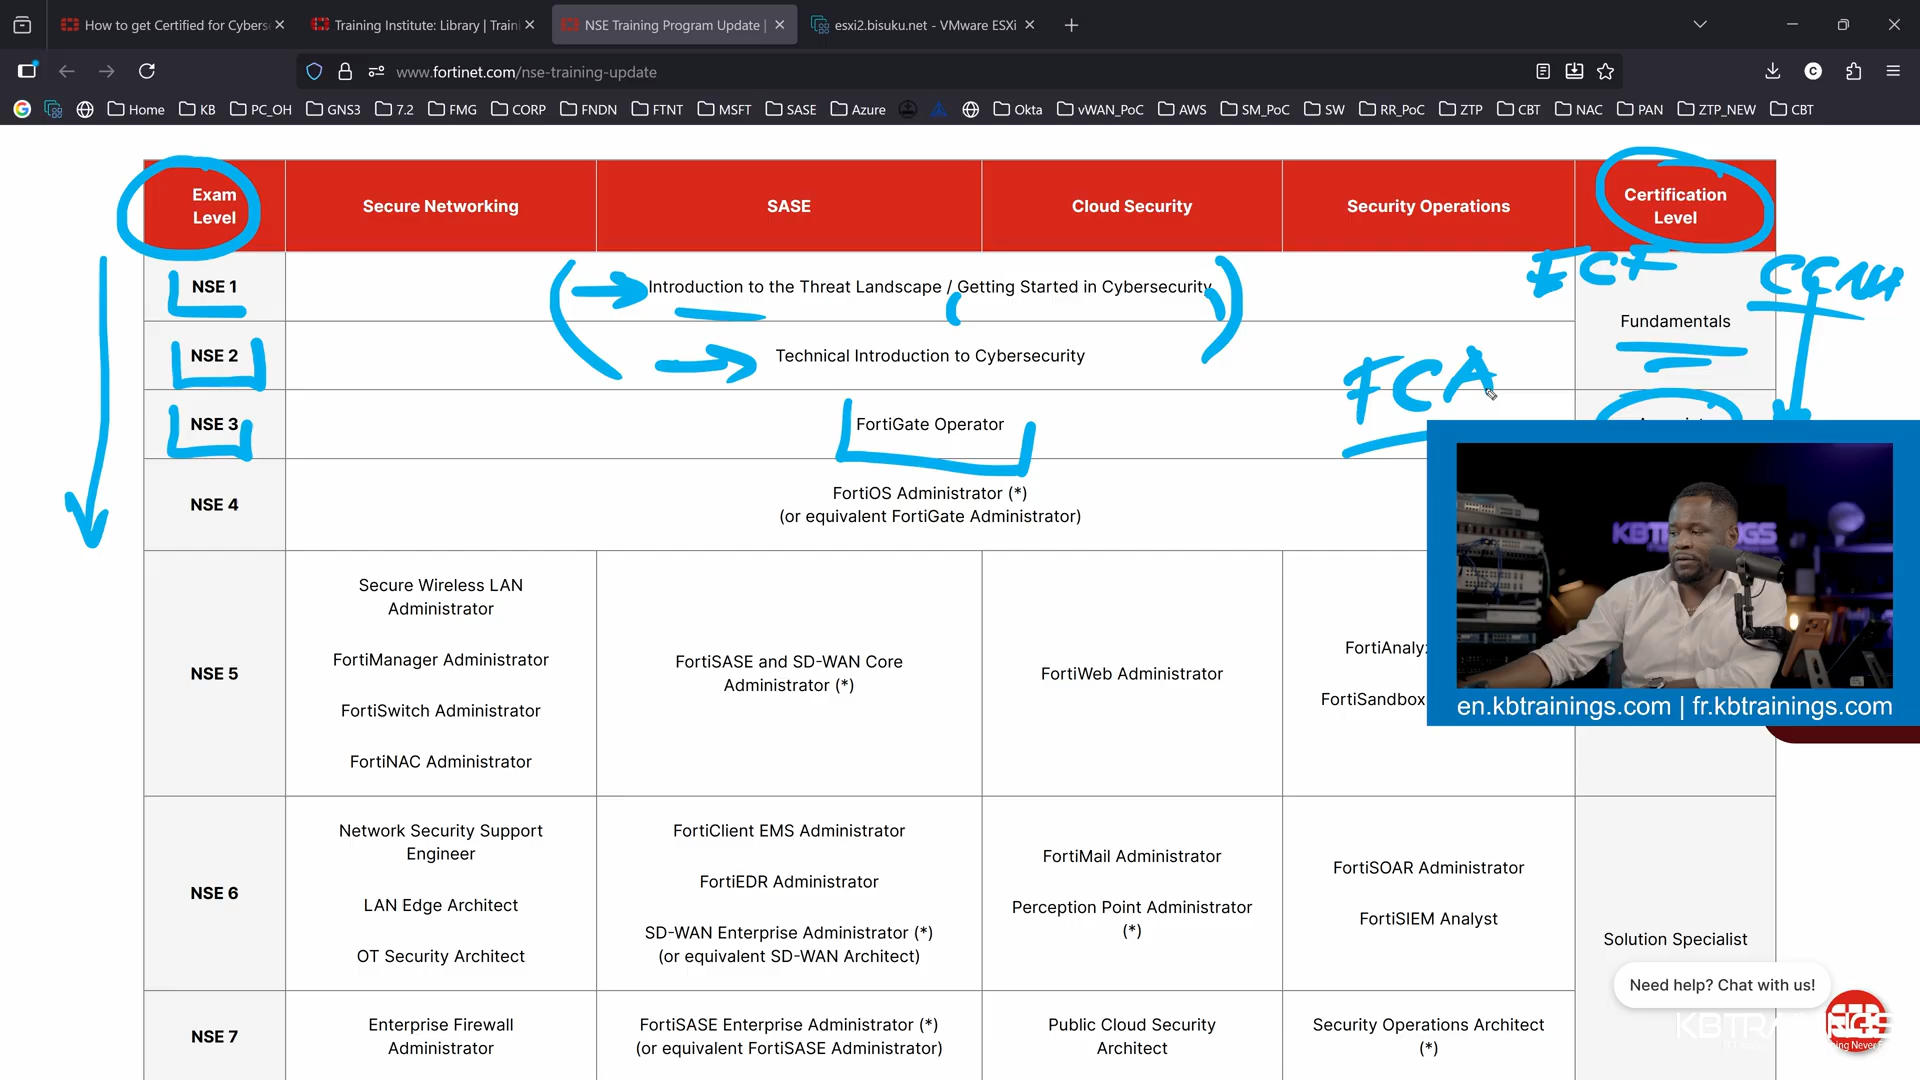 How to get Certified for Cyberse
Training Institute: Library | Traini
NSE Training Program Update |
esxi2.bisuku.net - VMware ESXi
www.fortinet.com/nse-training-update
Home
KB
PC_OH
GNS3
7.2
FMG
CORP
FNDN
FTNT
MSFT
SASE
Azure
Okta
vWAN_PoC
AWS
SM_PoC
SW
RR_PoC
ZTP
CBT
NAC
PAN
ZTP_NEW
CBT
Exam
Level
Secure Networking
SASE
Cloud Security
Security Operations
Certification
Level
NSE 1
Introduction to the Threat Landscape / Getting Started in Cybersecurity
FCF
CCNA
Fundamentals
NSE 2
Technical Introduction to Cybersecurity
FCA
NSE 3
FortiGate Operator
NSE 4
FortiOS Administrator (*)
(or equivalent FortiGate Administrator)
NSE 5
Secure Wireless LAN
Administrator
FortiManager Administrator
FortiSwitch Administrator
FortiNAC Administrator
FortiSASE and SD-WAN Core
Administrator (*)
FortiWeb Administrator
FortiAnaly
FortiSandbox
KBTRAININGS
en.kbtrainings.com | fr.kbtrainings.com
NSE 6
Network Security Support
Engineer
LAN Edge Architect
OT Security Architect
FortiClient EMS Administrator
FortiEDR Administrator
SD-WAN Enterprise Administrator (*)
(or equivalent SD-WAN Architect)
FortiMail Administrator
Perception Point Administrator
(*)
FortiSOAR Administrator
FortiSIEM Analyst
Solution Specialist
Need help? Chat with us!
NSE 7
Enterprise Firewall
Administrator
FortiSASE Enterprise Administrator (*)
(or equivalent FortiSASE Administrator)
Public Cloud Security
Architect
Security Operations Architect
(*)